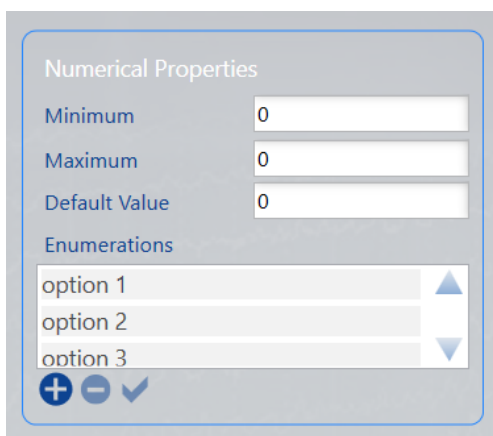 Numerical Properties
Minimum 0
Maximum 0
Default Value 0
Enumerations
option 1
option 2
option 3